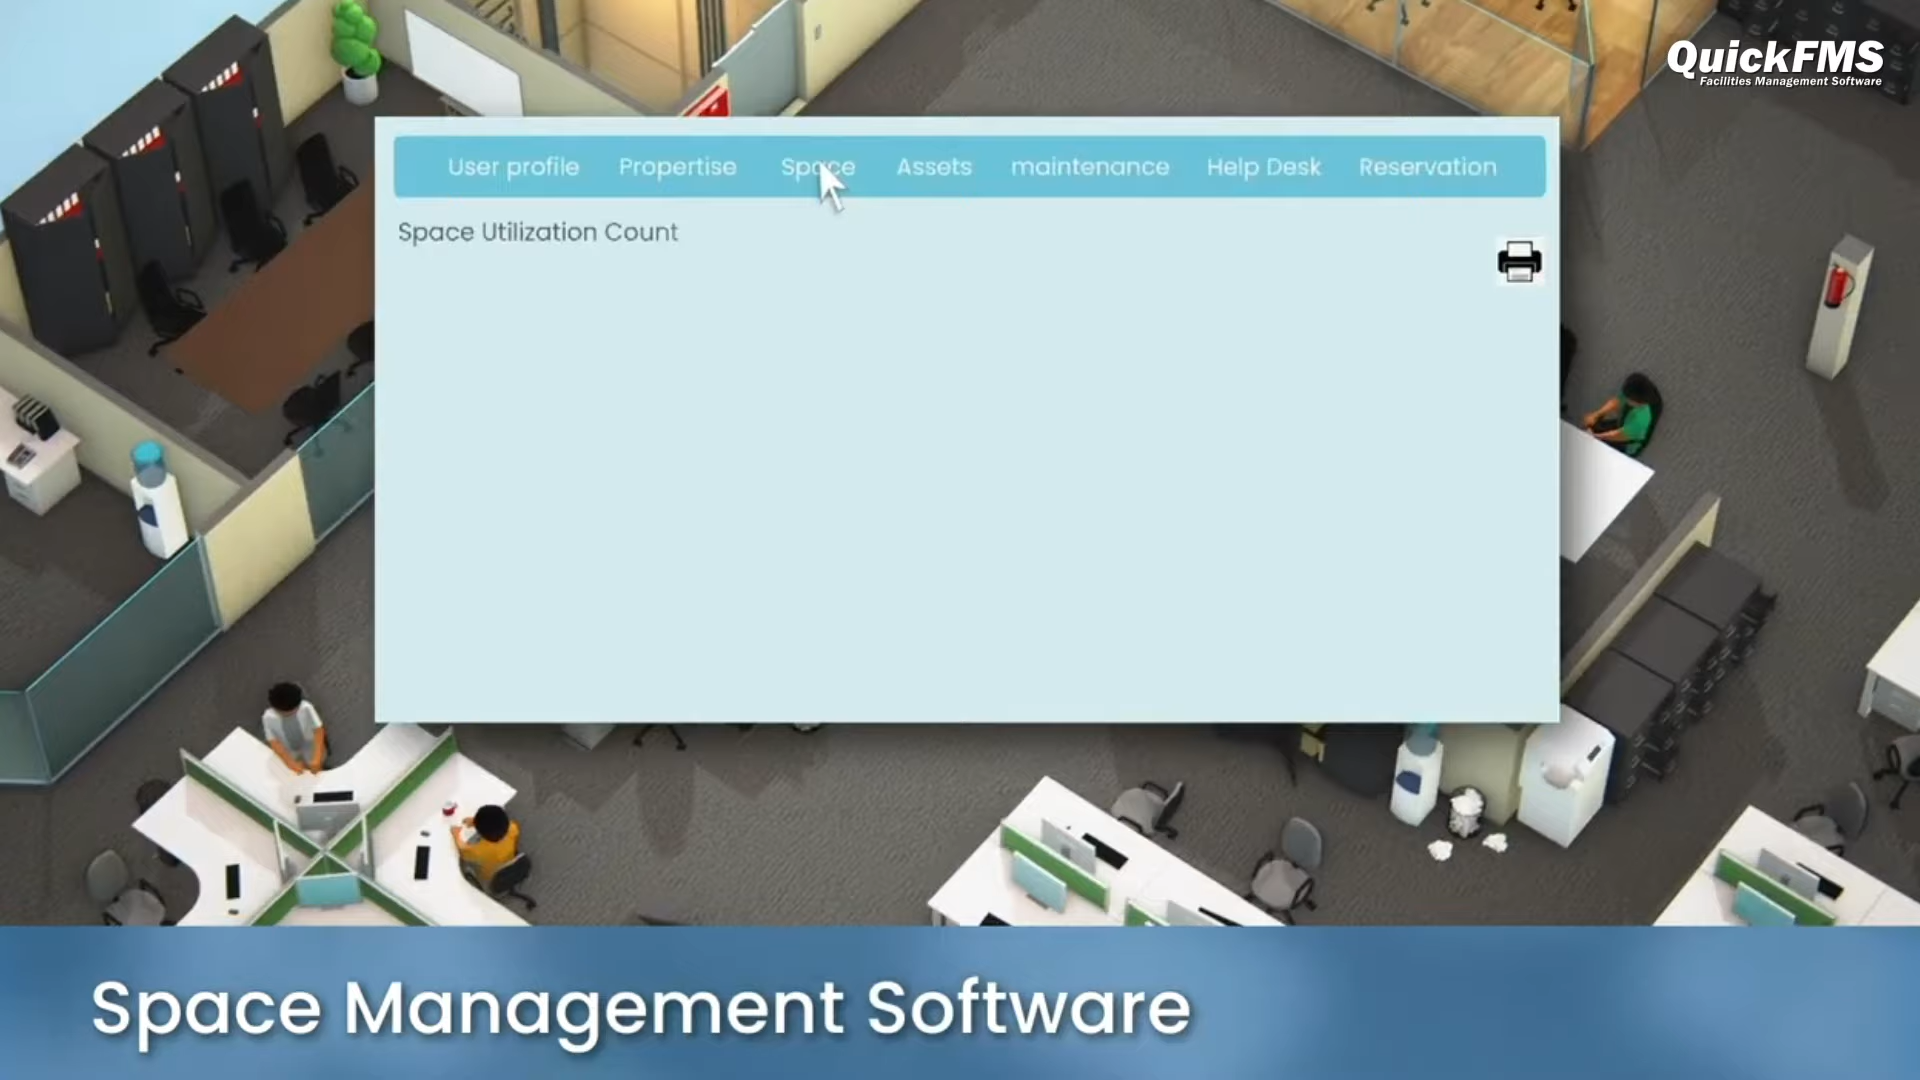 QuickFMS
Facilities Management Software
User profile Propertise Space Assets maintenance Help Desk Reservation
Space Utilization Count
Space Management Software